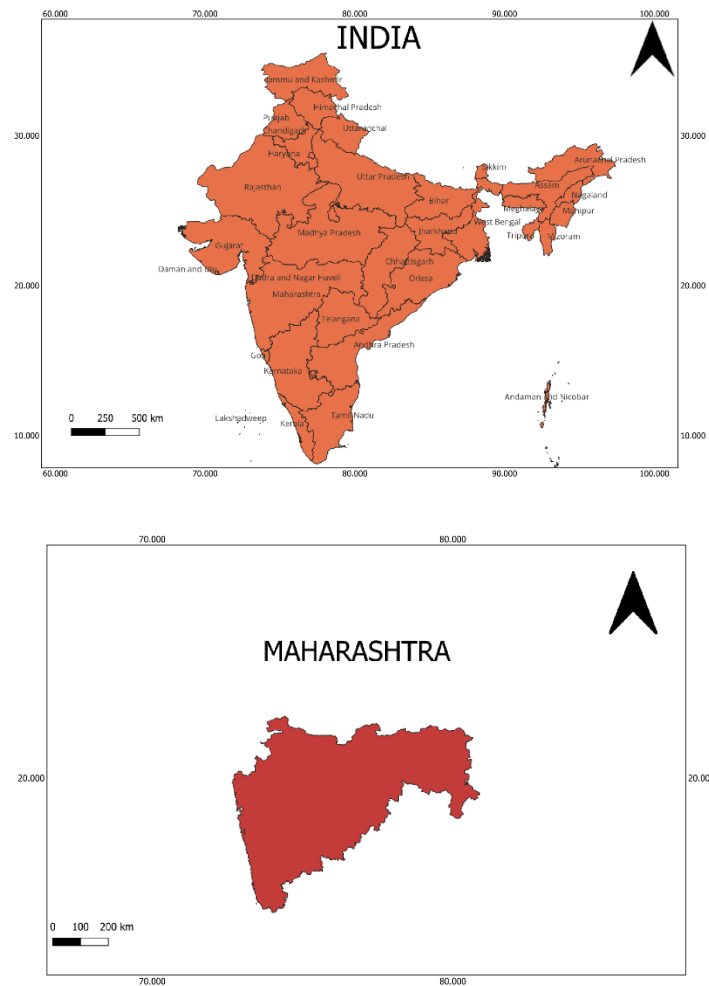 60.000 70.000 80.000 90.000 100.000
INDIA
Jammu and Kashmir
Himachal Pradesh
Punjab
Chandigarh
Uttaranchal
30.000 30.000
Haryana
Sikkim
Arunachal Pradesh
Rajasthan
Uttar Pradesh
Assam
Nagaland
Bihar
Meghalaya
Manipur
West Bengal
Madhya Pradesh
Jharkhand
Tripura
Mizoram
Gujarat
Chhattisgarh
Daman and Diu
Dadra and Nagar Haveli
Orissa
20.000 20.000
Maharashtra
Telangana
Andhra Pradesh
Goa
Karnataka
Andaman and Nicobar
0 250 500 km
Lakshadweep
Kerala
Tamil Nadu
10.000 10.000
60.000 70.000 80.000 90.000 100.000
70.000 80.000
MAHARASHTRA
20.000 20.00
0 100 200 km
70.000 80.000